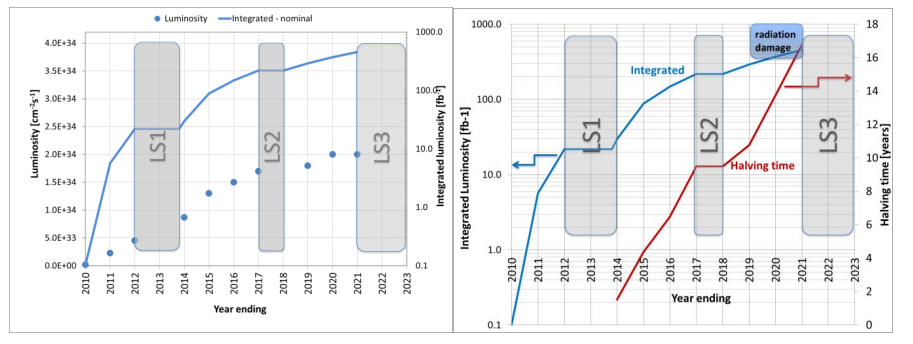 Luminosity Integrated - nominal
4.0E+34
3.5E+34
3.0E+34
2.5E+34
2.0E+34
1.5E+34
1.0E+34
5.0E+33
0.0E+00
Luminosity [cm-2s-1]
LS1
LS2
LS3
1000.0
100.0
10.0
1.0
0.1
Integrated luminosity [fb-1]
2010 2011 2012 2013 2014 2015 2016 2017 2018 2019 2020 2021 2022 2023
Year ending
1000.0
100.0
10.0
1.0
0.1
Integrated Luminosity [fb-1]
radiation
damage
Integrated
LS1
LS2
LS3
Halving time
18
16
14
12
10
8
6
4
2
0
Halving time [years]
2010 2011 2012 2013 2014 2015 2016 2017 2018 2019 2020 2021 2022 2023
Year ending